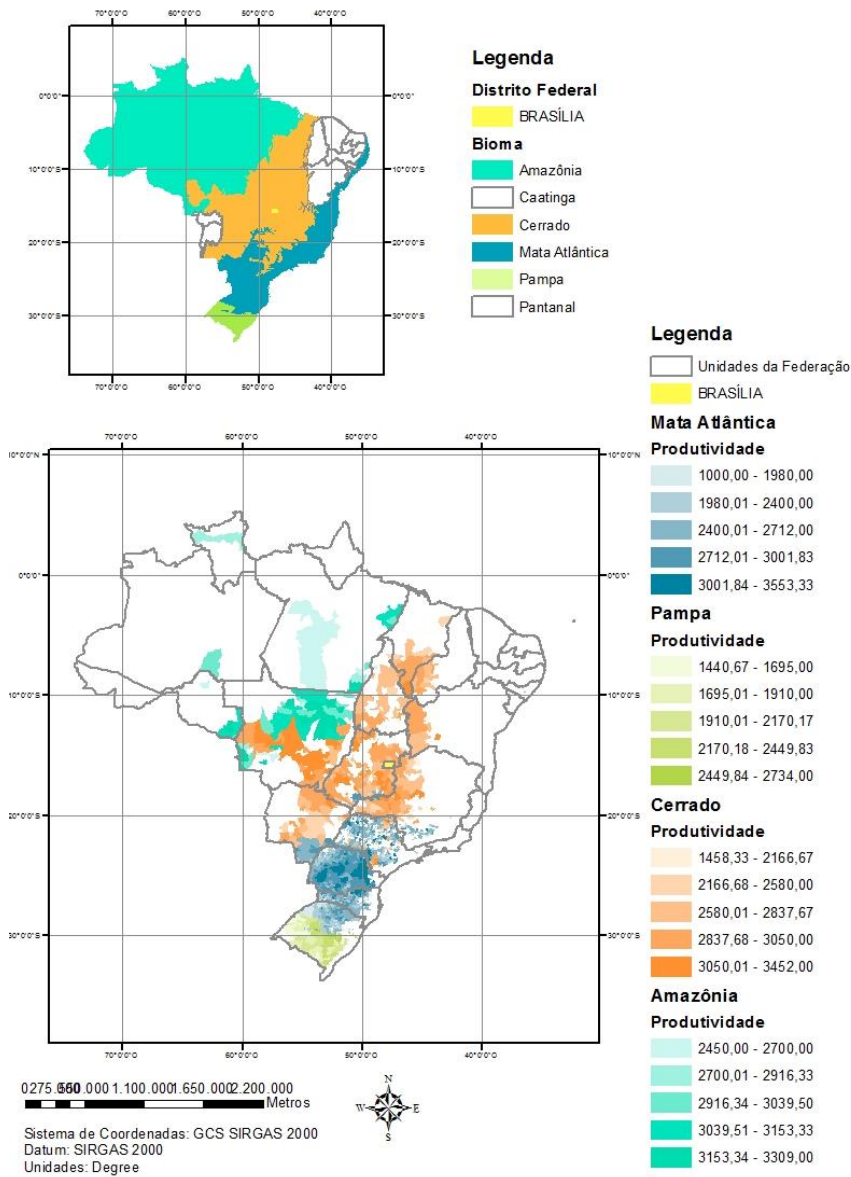 70°0'0"O 60°0'0"O 50°0'0"O 40°0'0"O
0°0'0" 0°0'0"
10°0'0"S 10°0'0"S
20°0'0"S 20°0'0"S
30°0'0"S 30°0'0"S
70°0'0"O 60°0'0"O 50°0'0"O 40°0'0"O
Legenda
Distrito Federal
BRASÍLIA
Bioma
Amazônia
Caatinga
Cerrado
Mata Atlântica
Pampa
Pantanal
70°0'0"O 60°0'0"O 50°0'0"O 40°0'0"O
10°0'0"N 10°0'0"N
0°0'0" 0°0'0"
10°0'0"S 10°0'0"S
20°0'0"S 20°0'0"S
30°0'0"S 30°0'0"S
70°0'0"O 60°0'0"O 50°0'0"O 40°0'0"O
Legenda
Unidades da Federação
BRASÍLIA
Mata Atlântica
Produtividade
1000,00 - 1980,00
1980,01 - 2400,00
2400,01 - 2712,00
2712,01 - 3001,83
3001,84 - 3553,33
Pampa
Produtividade
1440,67 - 1695,00
1695,01 - 1910,00
1910,01 - 2170,17
2170,18 - 2449,83
2449,84 - 2734,00
Cerrado
Produtividade
1458,33 - 2166,67
2166,68 - 2580,00
2580,01 - 2837,67
2837,68 - 3050,00
3050,01 - 3452,00
Amazônia
Produtividade
2450,00 - 2700,00
2700,01 - 2916,33
2916,34 - 3039,50
3039,51 - 3153,33
3153,34 - 3309,00
1.100.000 1.650.000 2.200.000
Metros
N
W E
S
Sistema de Coordenadas: GCS SIRGAS 2000
Datum: SIRGAS 2000
Unidades: Degree